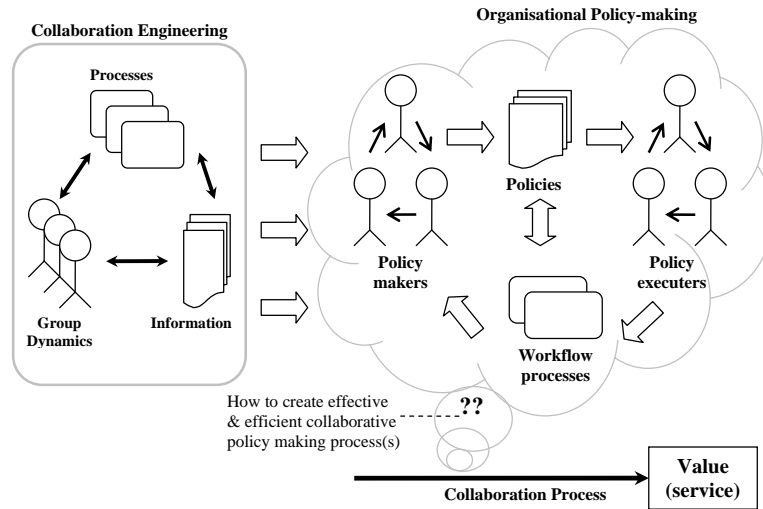 Organisational Policy-making
Collaboration Engineering
Processes
Group
Dynamics
Information
Policies
Policy
makers
Policy
executers
Workflow
processes
How to create effective
& efficient collaborative
policy making process(s)
??
Collaboration Process
Value
(service)